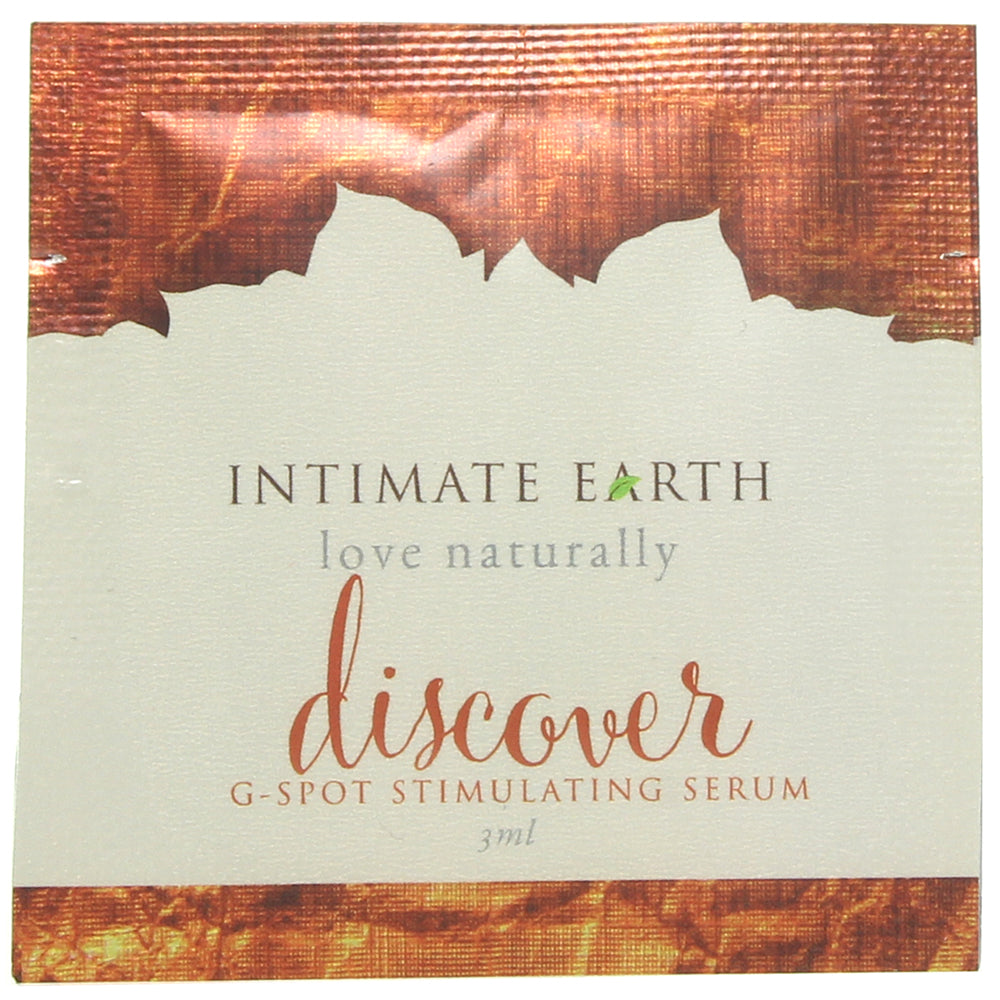 INTIMATE EARTH
love naturally
discover
G-SPOT STIMULATING SERUM
3ml